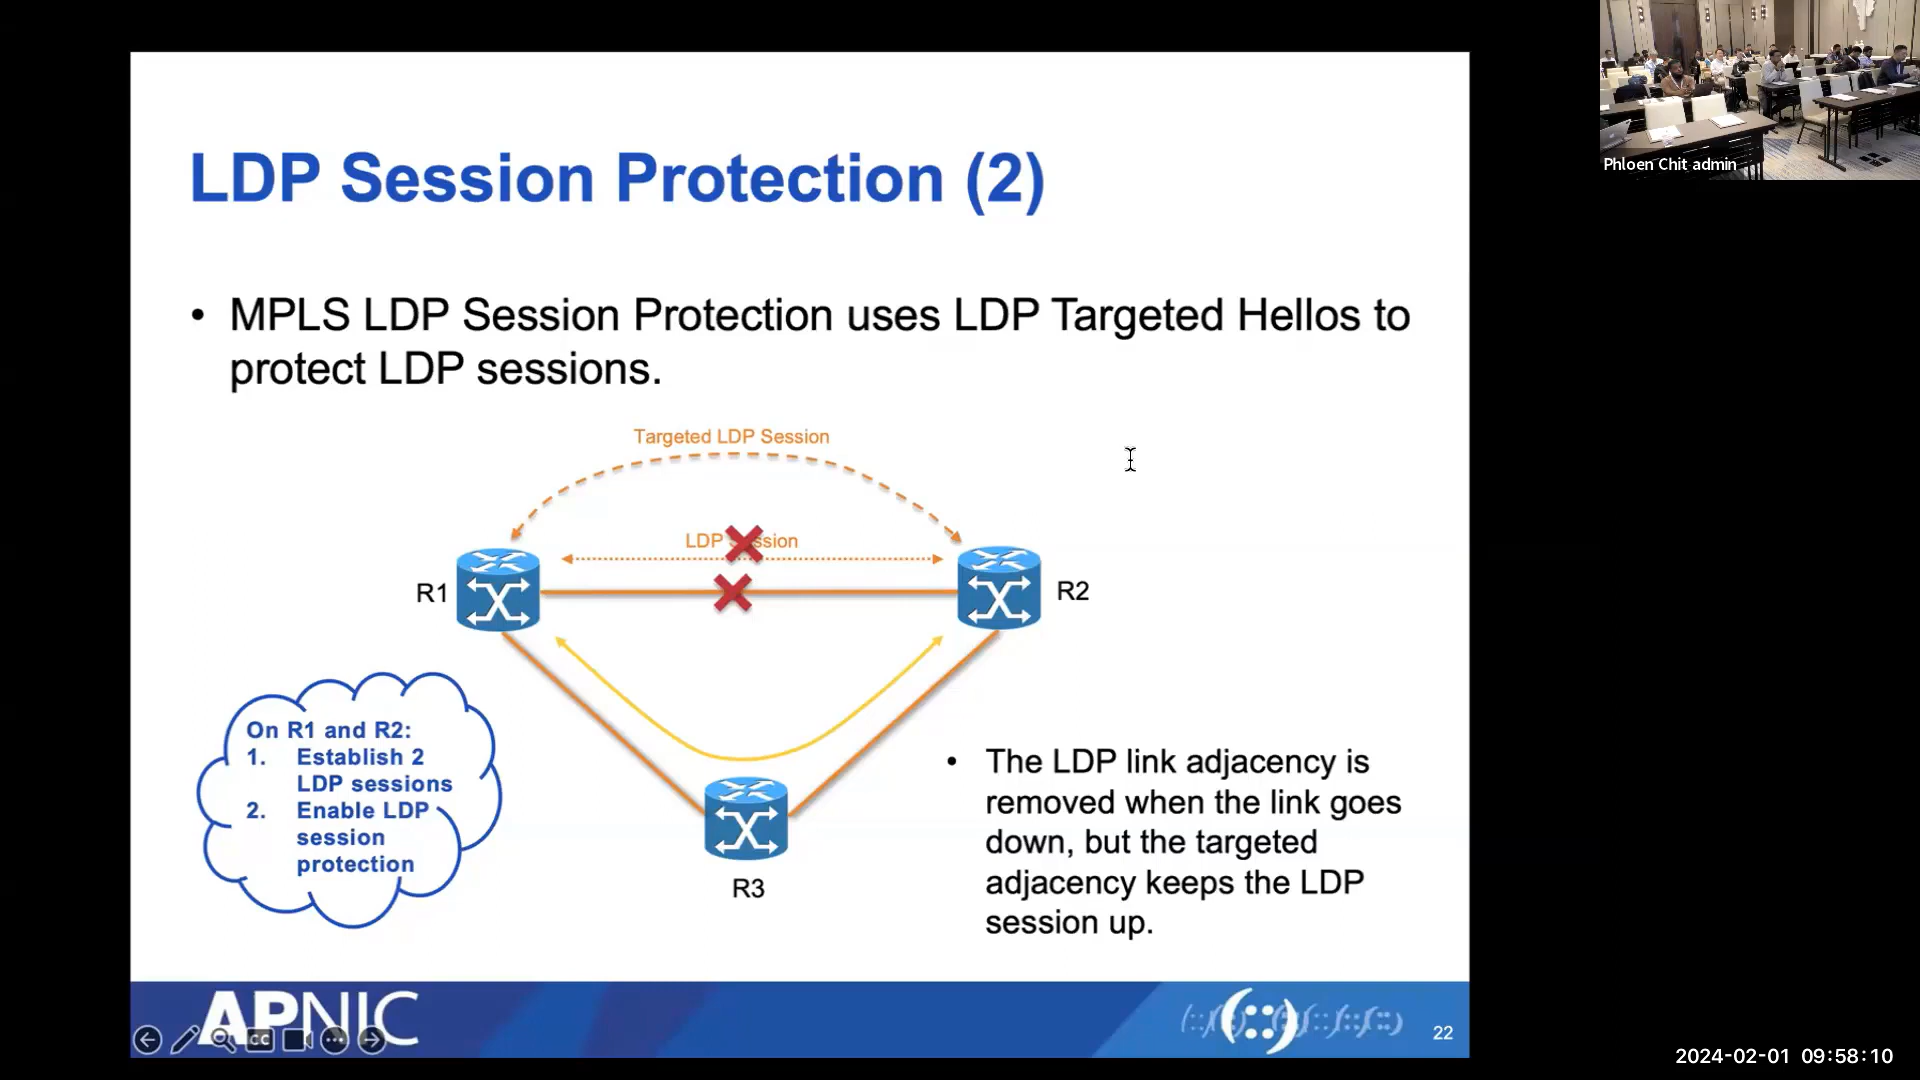 LDP Session Protection (2)
• MPLS LDP Session Protection uses LDP Targeted Hellos to
protect LDP sessions.
Targeted LDP Session
LDP Session
R1
R2
On R1 and R2:
1. Establish 2
LDP sessions
2. Enable LDP
session
protection
R3
• The LDP link adjacency is
removed when the link goes
down, but the targeted
adjacency keeps the LDP
session up.
APNIC
CC
(::)
22
Phloen Chit admin
2024-02-01 09:58:10